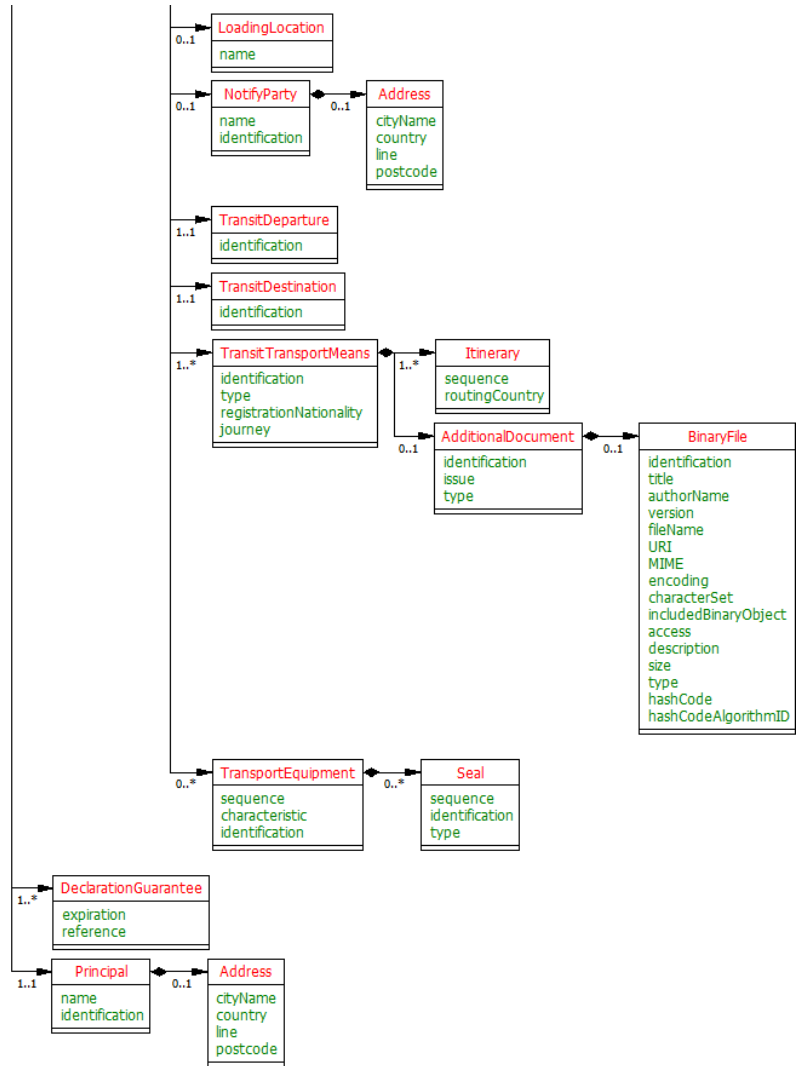 LoadingLocation
0..1
name
NotifyParty
Address
0..1
0..1
name
identification
cityName
country
line
postcode
TransitDeparture
1..1
identification
TransitDestination
1..1
identification
TransitTransportMeans
Itinerary
1..*
1..*
identification
type
registrationNationality
journey
sequence
routingCountry
AdditionalDocument
BinaryFile
0..1
0..1
identification
issue
type
identification
title
authorName
version
fileName
URI
MIME
encoding
characterSet
includedBinaryObject
access
description
size
type
hashCode
hashCodeAlgorithmID
TransportEquipment
Seal
0..*
0..*
sequence
characteristic
identification
sequence
identification
type
DeclarationGuarantee
1..*
expiration
reference
Principal
Address
1..1
0..1
name
identification
cityName
country
line
postcode